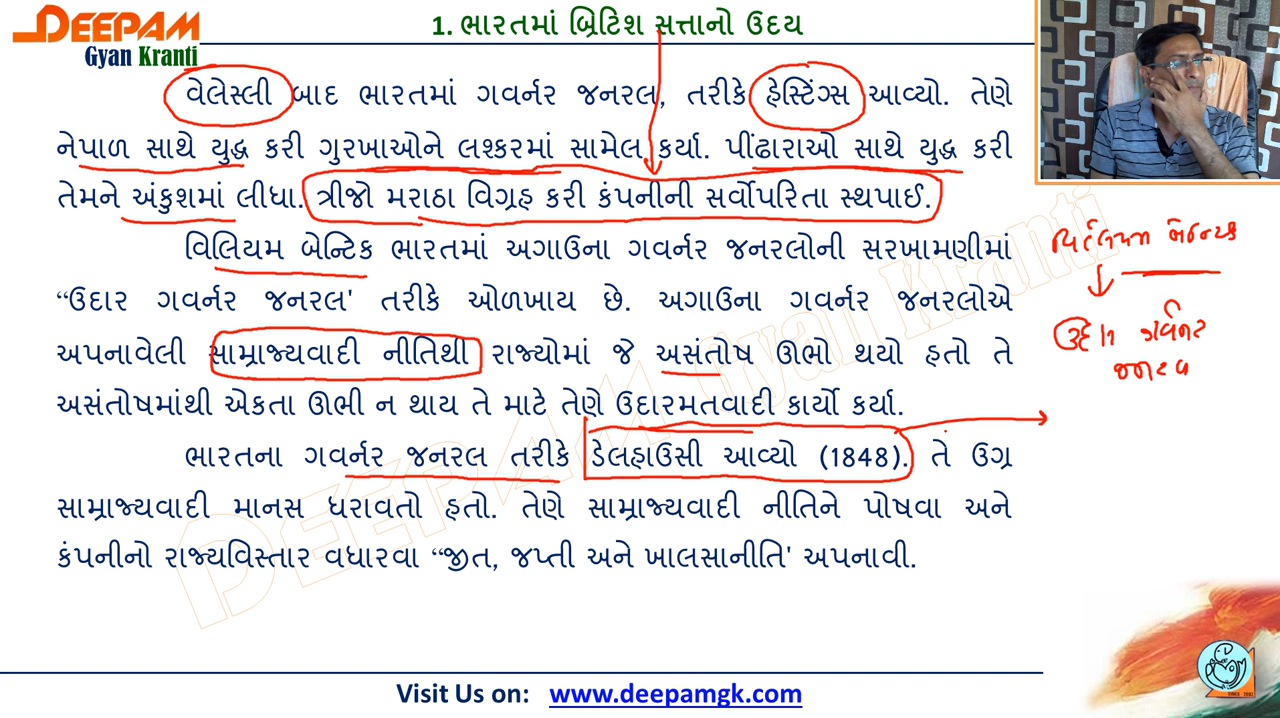 DEEPAM
Gyan Kranti
1. ભારતમાં બ્રિટિશ સત્તાનો ઉદય
વેલેસ્લી બાદ ભારતમાં ગવર્નર જનરલ, તરીકે હેસ્ટિંગ્સ આવ્યો. તેણે
નેપાળ સાથે યુદ્ધ કરી ગુરખાઓને લશ્કરમાં સામેલ કર્યા. પીંઢારાઓ સાથે યુદ્ધ કરી
તેમને અંકુશમાં લીધા. ત્રીજો મરાઠા વિગ્રહ કરી કંપનીની સર્વોપરિતા સ્થપાઈ.
વિલિયમ બેન્ટિક ભારતમાં અગાઉના ગવર્નર જનરલોની સરખામણીમાં
“ઉદાર ગવર્નર જનરલ' તરીકે ઓળખાય છે. અગાઉના ગવર્નર જનરલોએ
અપનાવેલી સામ્રાજ્યવાદી નીતિથી રાજ્યોમાં જે અસંતોષ ઊભો થયો હતો તે
અસંતોષમાંથી એકતા ઊભી ન થાય તે માટે તેણે ઉદારમતવાદી કાર્યો કર્યા.
ભારતના ગવર્નર જનરલ તરીકે ડેલહાઉસી આવ્યો (1848). તે ઉગ્ર
સામ્રાજ્યવાદી માનસ ધરાવતો હતો. તેણે સામ્રાજ્યવાદી નીતિને પોષવા અને
કંપનીનો રાજ્યવિસ્તાર વધારવા “જીત, જપ્તી અને ખાલસાનીતિ' અપનાવી.
DEEPAM Gyan Kranti
Visit Us on: www.deepamgk.com